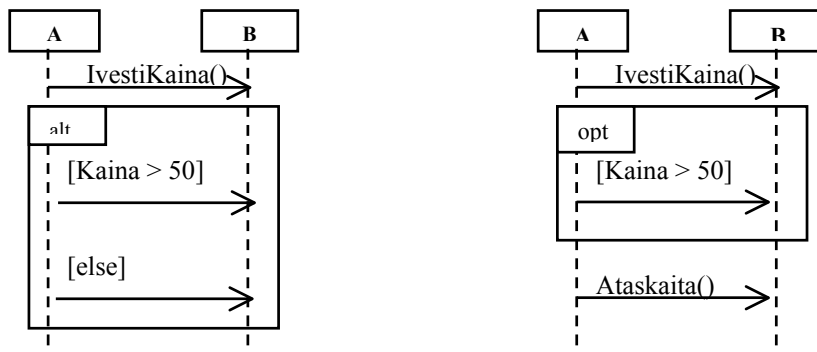 A
B
IvestiKaina()
alt
[Kaina > 50]
[else]
A
B
IvestiKaina()
opt
[Kaina > 50]
Ataskaita()